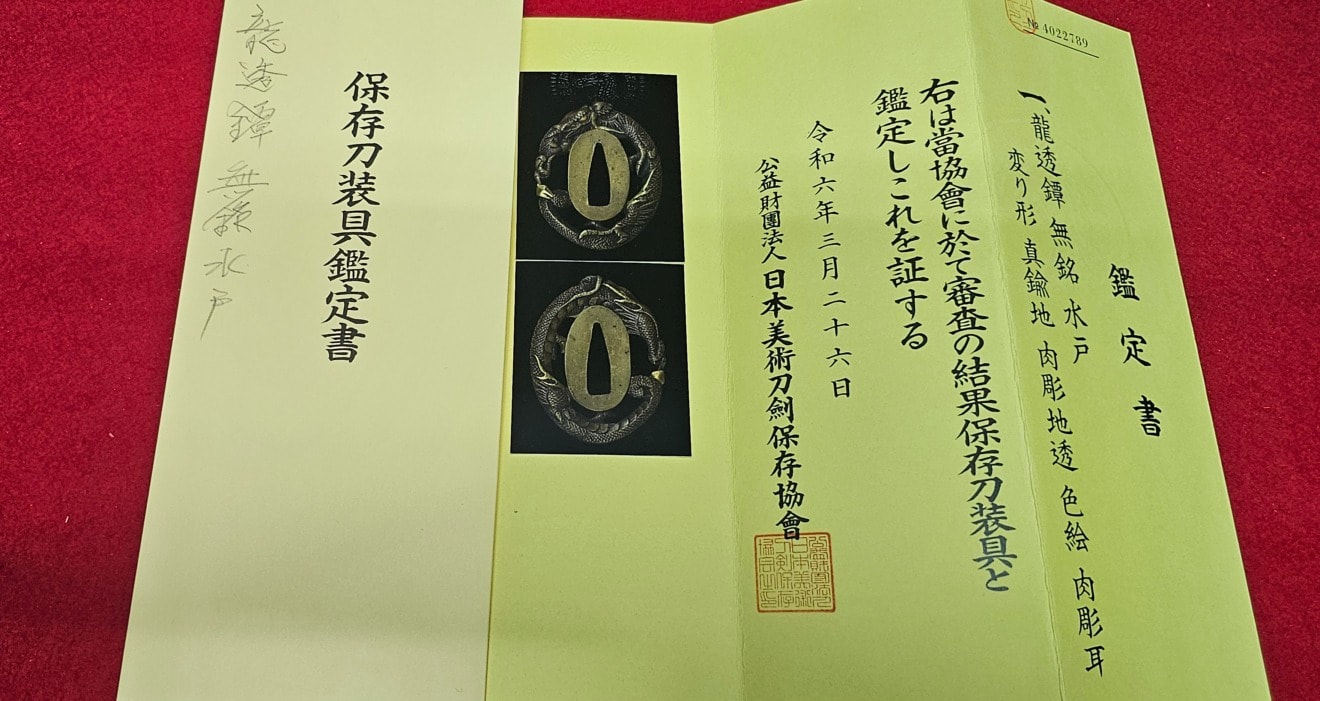 № 4022789
鑑定書
一、龍透鐔 無銘 水戸
変り形 真鍮地 肉彫地透 色絵 肉彫耳
右は當協會に於て審査の結果保存刀装具と
鑑定しこれを証する
令和六年三月二十六日
公益財團法人 日本美術刀劍保存協會
保存刀装具鑑定書
龍透鐔 無銘 水戸